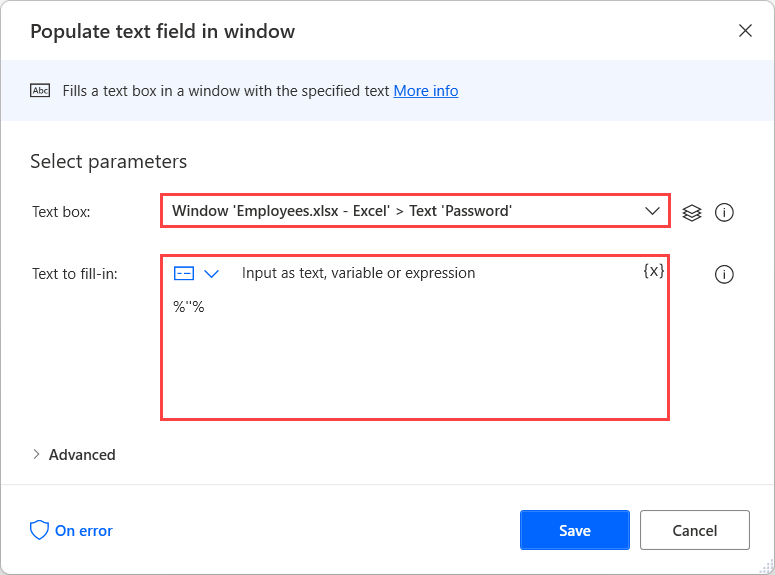 Populate text field in window
Abc Fills a text box in a window with the specified text More info
Select parameters
Text box: Window 'Employees.xlsx - Excel' > Text 'Password'
Text to fill-in: Input as text, variable or expression {x}
%''%
Advanced
On error Save Cancel